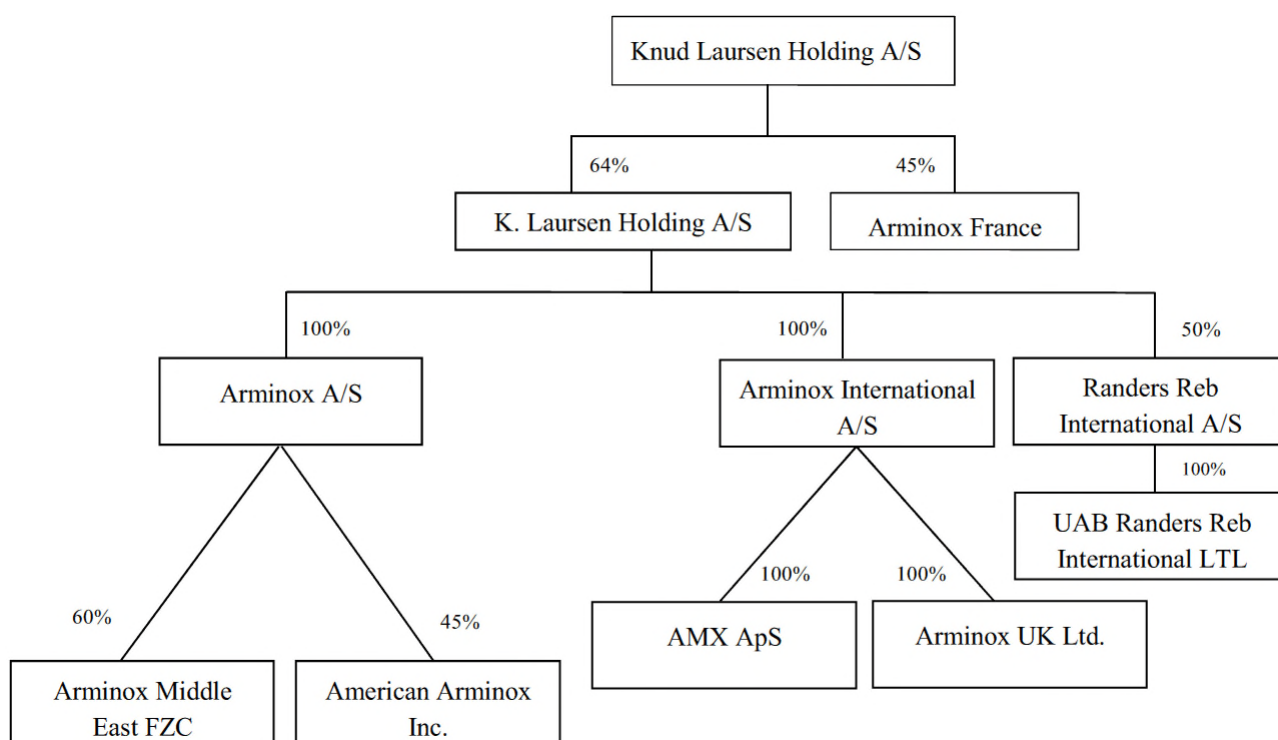 Knud Laursen Holding A/S
64%
45%
K. Laursen Holding A/S
Arminox France
100%
100%
50%
Arminox A/S
Arminox International
A/S
Randers Reb
International A/S
100%
UAB Randers Reb
International LTL
100%
100%
60%
45%
AMX ApS
Arminox UK Ltd.
Arminox Middle
East FZC
American Arminox
Inc.